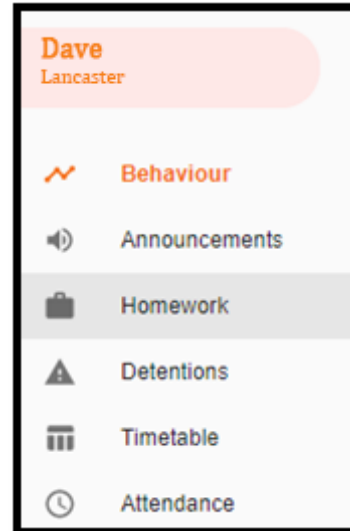 Dave
Lancaster
Behaviour
Announcements
Homework
Detentions
Timetable
Attendance